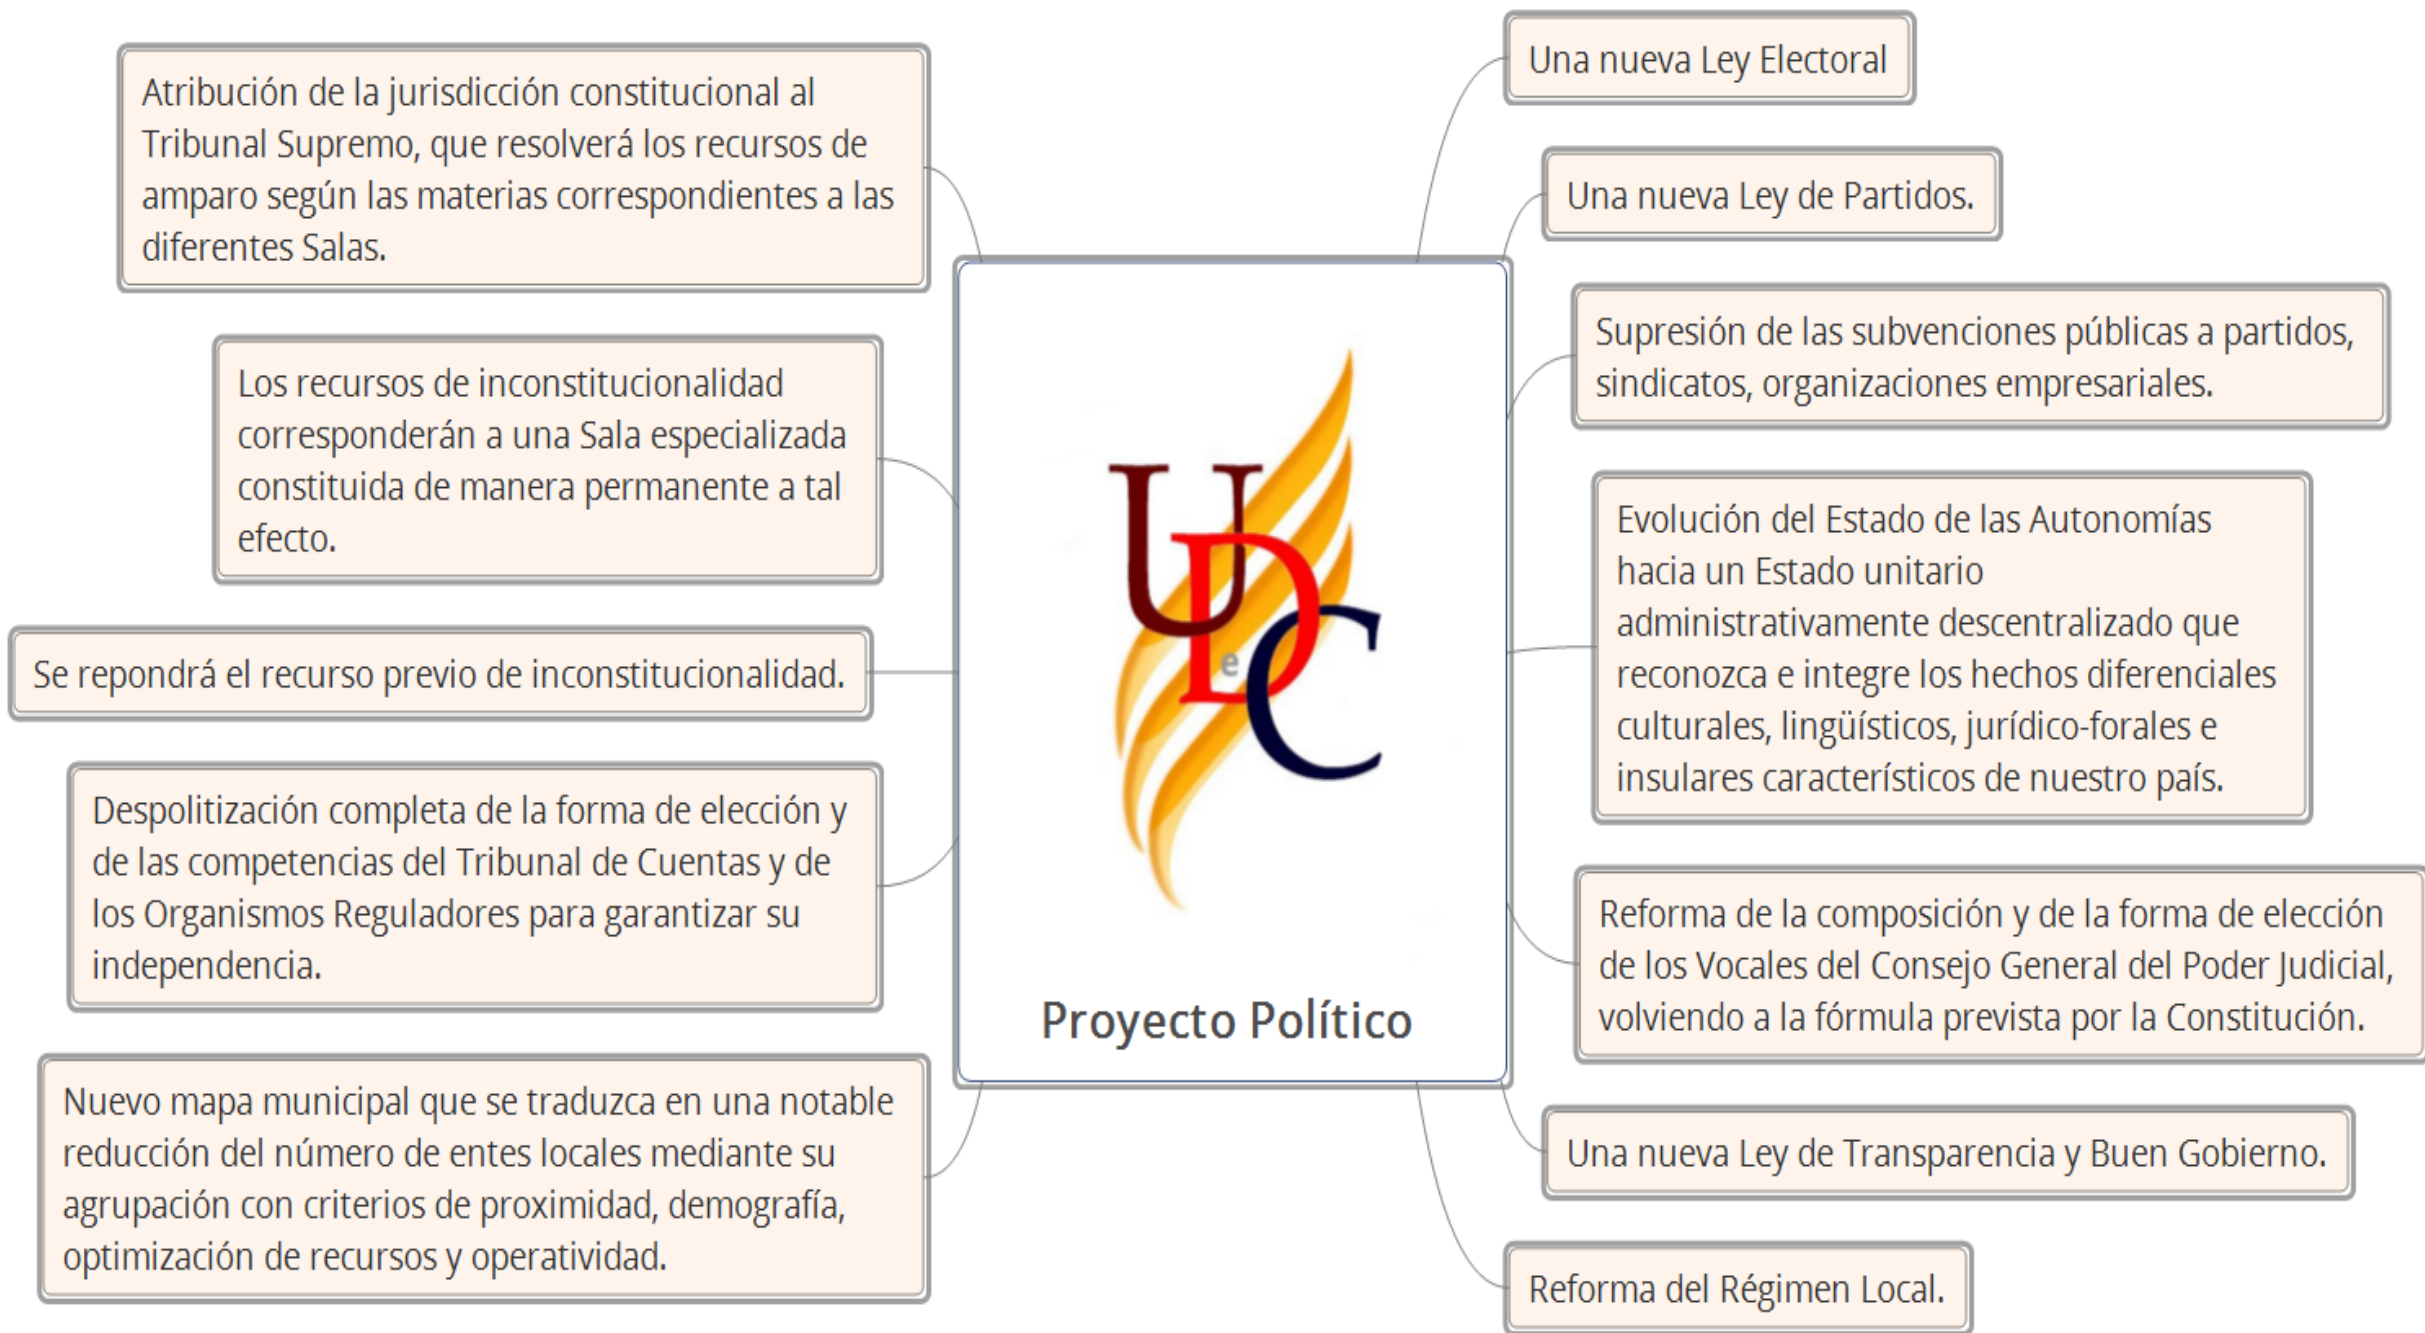 Una nueva Ley Electoral
Una nueva Ley de Partidos.
Supresión de las subvenciones públicas a partidos,
sindicatos, organizaciones empresariales.
Evolución del Estado de las Autonomías
hacia un Estado unitario
administrativamente descentralizado que
reconozca e integre los hechos diferenciales
culturales, lingüísticos, jurídico-forales e
insulares característicos de nuestro país.
Reforma de la composición y de la forma de elección
de los Vocales del Consejo General del Poder Judicial,
volviendo a la fórmula prevista por la Constitución.
Una nueva Ley de Transparencia y Buen Gobierno.
Reforma del Régimen Local.
Atribución de la jurisdicción constitucional al
Tribunal Supremo, que resolverá los recursos de
amparo según las materias correspondientes a las
diferentes Salas.
Los recursos de inconstitucionalidad
corresponderán a una Sala especializada
constituida de manera permanente a tal
efecto.
Se repondrá el recurso previo de inconstitucionalidad.
Despolitización completa de la forma de elección y
de las competencias del Tribunal de Cuentas y de
los Organismos Reguladores para garantizar su
independencia.
Nuevo mapa municipal que se traduzca en una notable
reducción del número de entes locales mediante su
agrupación con criterios de proximidad, demografía,
optimización de recursos y operatividad.
UDeC
Proyecto Político